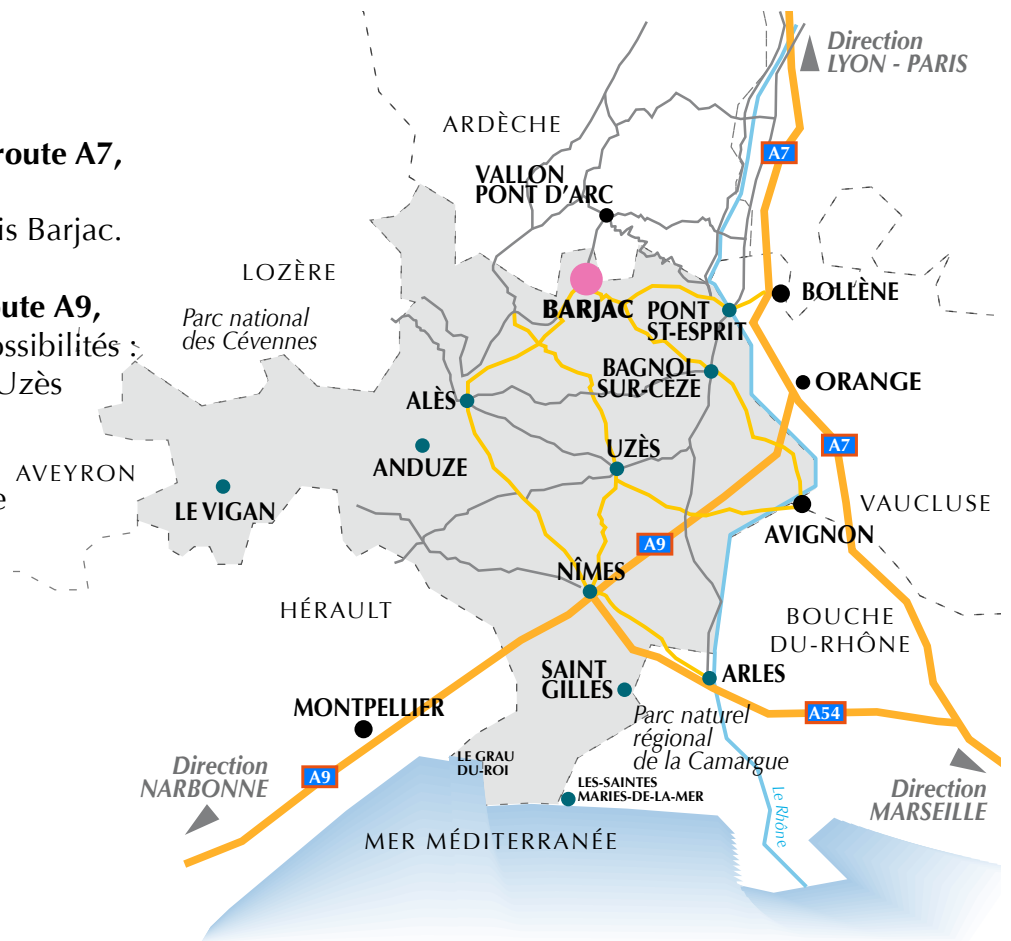 route A7,
is Barjac.
ute A9,
ossibilités :
Uzès
e
Direction
LYON - PARIS
ARDÈCHE
A7
VALLON
PONT D'ARC
LOZÈRE
Parc national
des Cévennes
BARJAC
PONT
ST-ESPRIT
BOLLÈNE
BAGNOL
SUR-CÈZE
ORANGE
ALÈS
A7
ANDUZE
UZÈS
AVEYRON
LE VIGAN
VAUCLUSE
AVIGNON
A9
NÎMES
HÉRAULT
BOUCHE
DU-RHÔNE
SAINT
GILLES
ARLES
MONTPELLIER
Parc naturel
régional
de la Camargue
A54
LE GRAU
DU-ROI
Direction
NARBONNE
A9
LES-SAINTES
MARIES-DE-LA-MER
Le Rhône
Direction
MARSEILLE
MER MÉDITERRANÉE